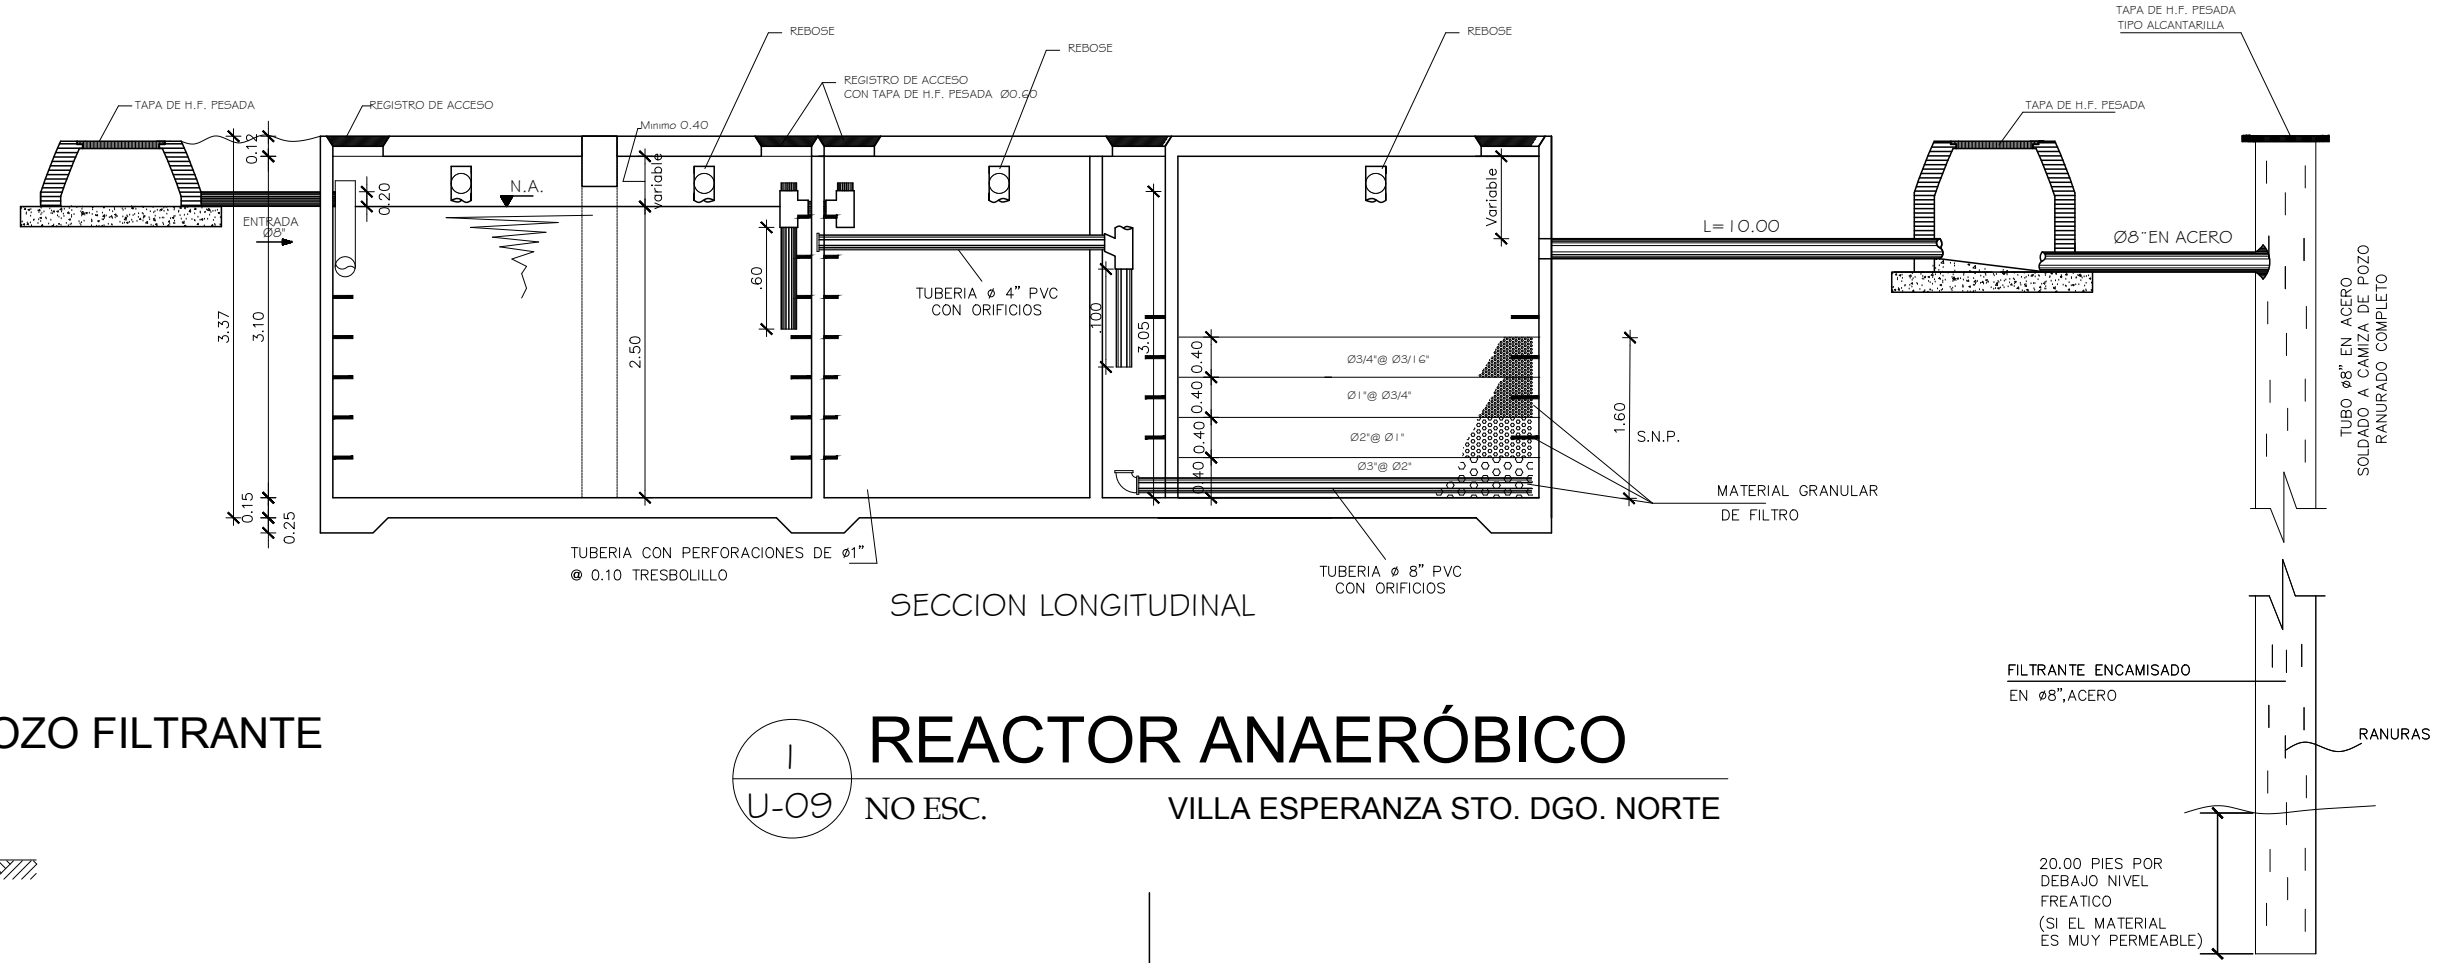 TAPA DE H.F. PESADA
TIPO ALCANTARILLA
REBOSE
REBOSE
REBOSE
REGISTRO DE ACCESO
CON TAPA DE H.F. PESADA Ø0.60
TAPA DE H.F. PESADA
REGISTRO DE ACCESO
TAPA DE H.F. PESADA
Minimo 0.40
0.12
variable
N.A.
0.20
Variable
ENTRADA
Ø8"
L=10.00
Ø8¨EN ACERO
.60
TUBERIA ø 4" PVC
CON ORIFICIOS
.100
3.05
3.37
3.10
2.50
0.40
Ø3/4"@ Ø3/16"
0.40
Ø1"@ Ø3/4"
0.40
Ø2"@ Ø1"
0.40
Ø3"@ Ø2"
1.60
S.N.P.
TUBO ø8" EN ACERO
SOLDADO A CAMIZA DE POZO
RANURADO COMPLETO
0.15
0.25
MATERIAL GRANULAR
DE FILTRO
TUBERIA CON PERFORACIONES DE ø1"
@ 0.10 TRESBOLILLO
TUBERIA ø 8" PVC
CON ORIFICIOS
SECCION LONGITUDINAL
FILTRANTE ENCAMISADO
EN ø8",ACERO
RANURAS
OZO FILTRANTE
1
U-09
REACTOR ANAERÓBICO
NO ESC.
VILLA ESPERANZA STO. DGO. NORTE
20.00 PIES POR
DEBAJO NIVEL
FREATICO
(SI EL MATERIAL
ES MUY PERMEABLE)